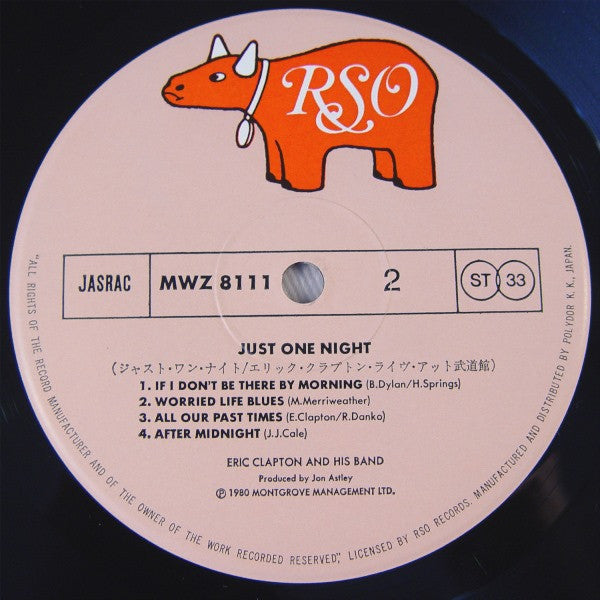 RSO
JASRAC
MWZ 8111
2
ST 33
JUST ONE NIGHT
(ジャスト・ワン・ナイト/エリック・クラプトン・ライヴ・アット武道館)
1. IF I DON'T BE THERE BY MORNING (B.Dylan/H.Springs)
2. WORRIED LIFE BLUES (M.Merriweather)
3. ALL OUR PAST TIMES (E.Clapton/R.Danko)
4. AFTER MIDNIGHT (J.J.Cale)
ERIC CLAPTON AND HIS BAND
Produced by Jon Astley
Ⓟ 1980 MONTGROVE MANAGEMENT LTD.
"ALL RIGHTS OF THE RECORD MANUFACTURER AND OF THE OWNER OF THE WORK RECORDED RESERVED", LICENSED BY RSO RECORDS. MANUFACTURED AND DISTRIBUTED BY POLYDOR K. K., JAPAN.